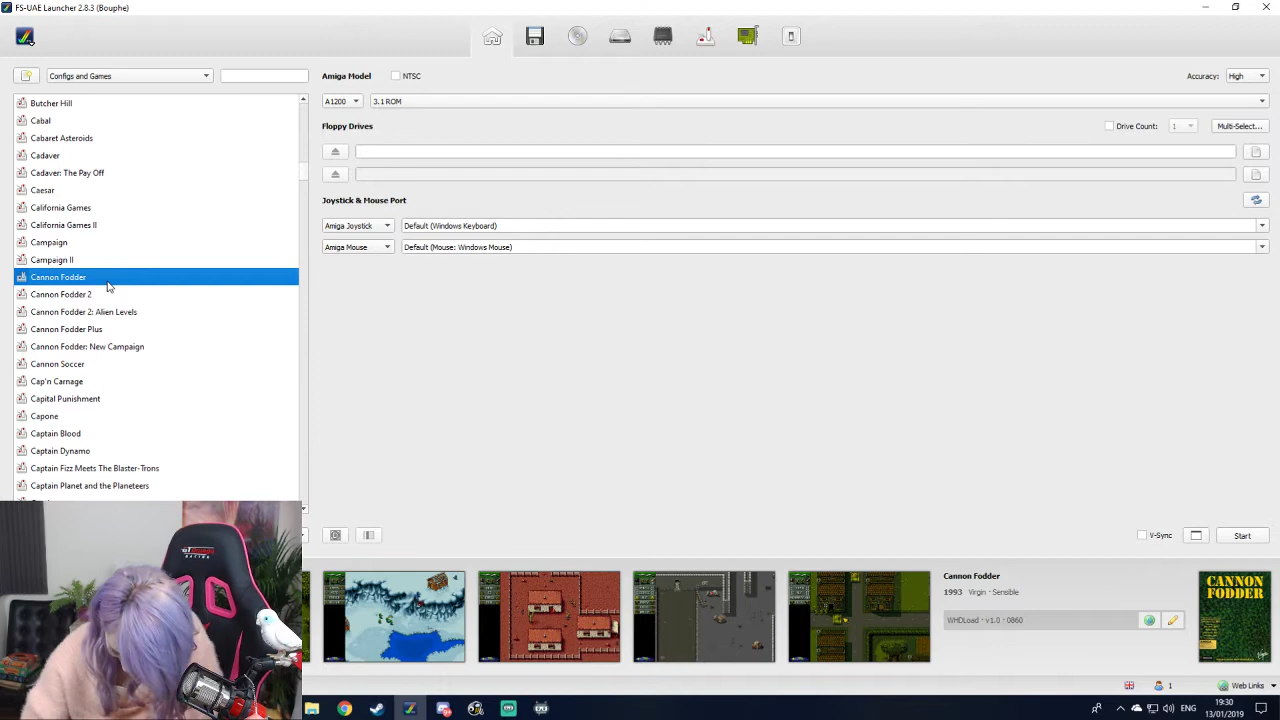 FS-UAE Launcher 2.8.3 (Bouphe)
Configs and Games
Butcher Hill
Cabal
Cabaret Asteroids
Cadaver
Cadaver: The Pay Off
Caesar
California Games
California Games II
Campaign
Campaign II
Cannon Fodder
Cannon Fodder 2
Cannon Fodder 2: Alien Levels
Cannon Fodder Plus
Cannon Fodder: New Campaign
Cannon Soccer
Cap'n Carnage
Capital Punishment
Capone
Captain Blood
Captain Dynamo
Captain Fizz Meets The Blaster-Trons
Captain Planet and the Planeteers
Amiga Model
NTSC
Accuracy: High
A1200
3.1 ROM
Floppy Drives
Drive Count: 1
Multi-Select...
Joystick & Mouse Port
Amiga Joystick
Default (Windows Keyboard)
Amiga Mouse
Default (Mouse: Windows Mouse)
V-Sync
Start
Cannon Fodder
1993 Virgin · Sensible
WHDLoad · v1.0 · 0860
CANNON
FODDER
1
Web Links
RACING
ENG
19:30
13/01/2019